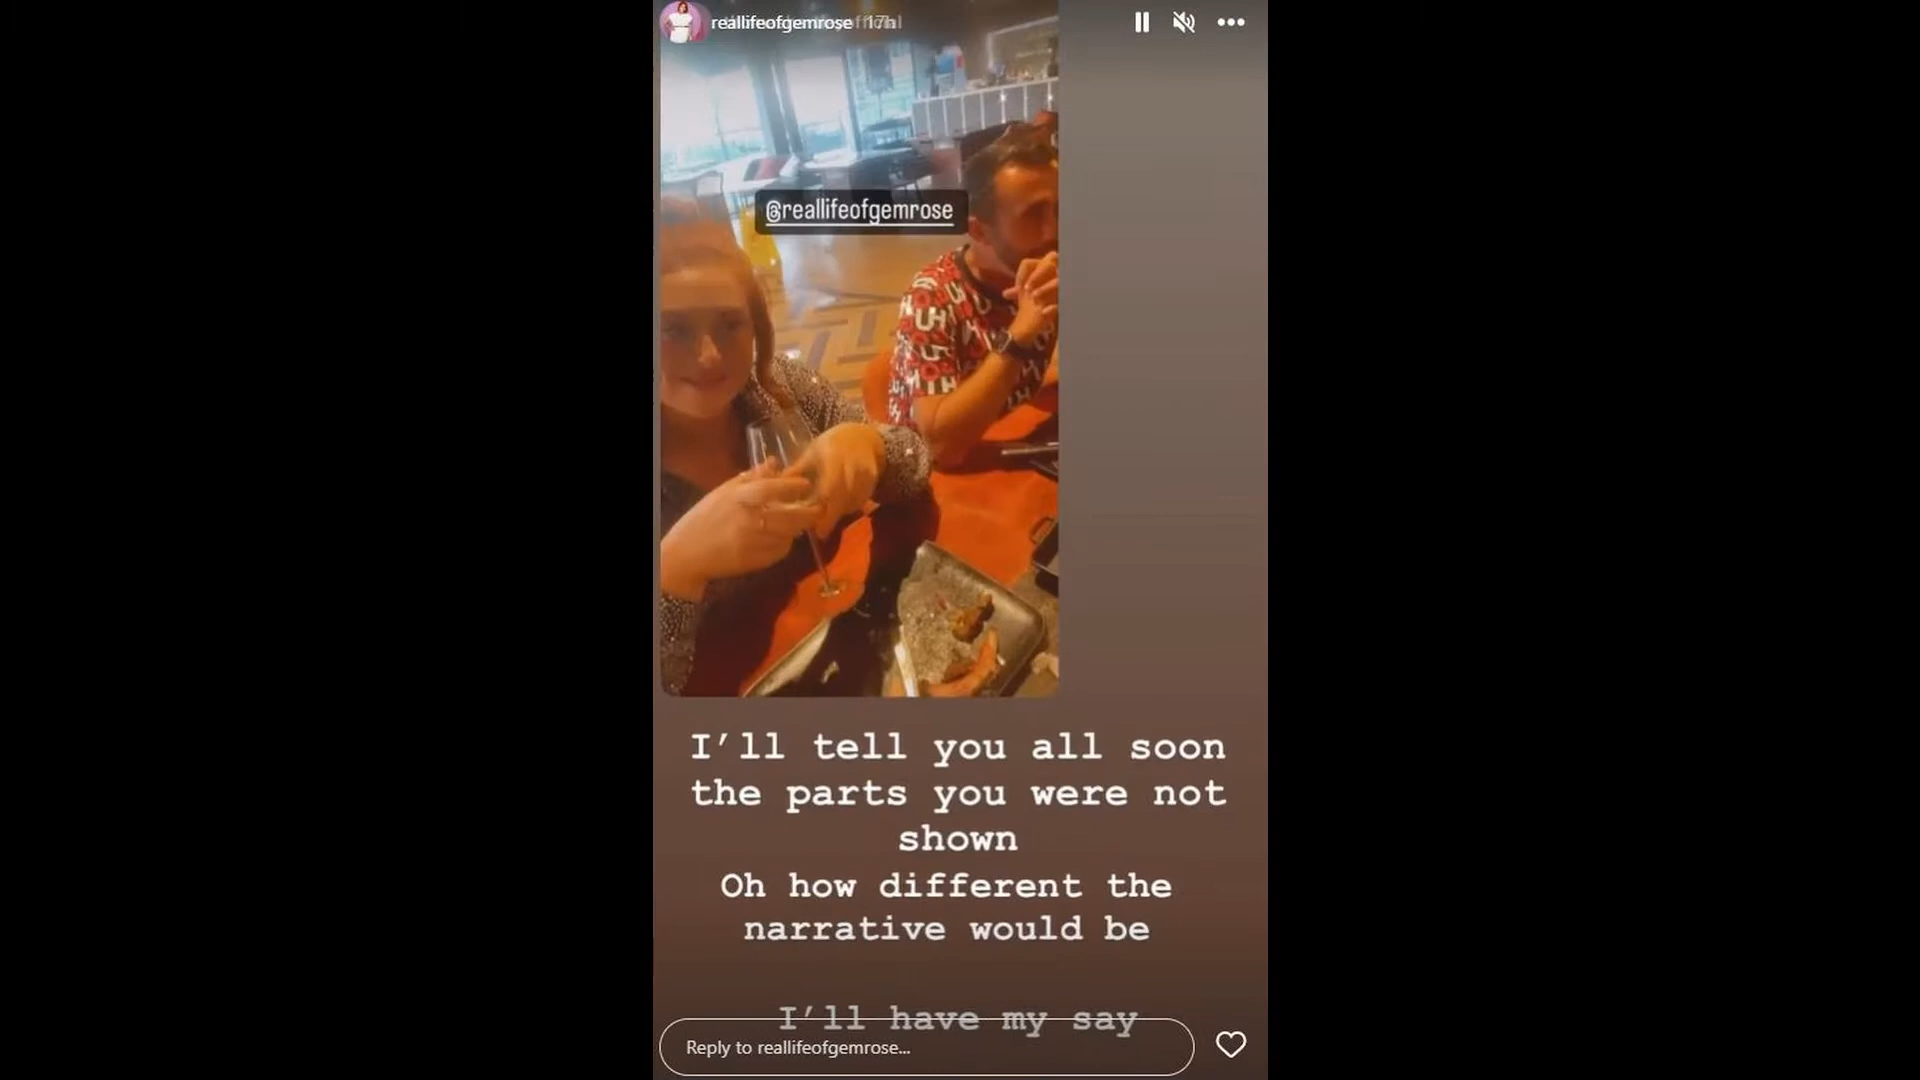 reallifeofgemrose 17h
@reallifeofgemrose
I'll tell you all soon
the parts you were not
shown
Oh how different the
narrative would be
I'll have my say
Reply to reallifeofgemrose...